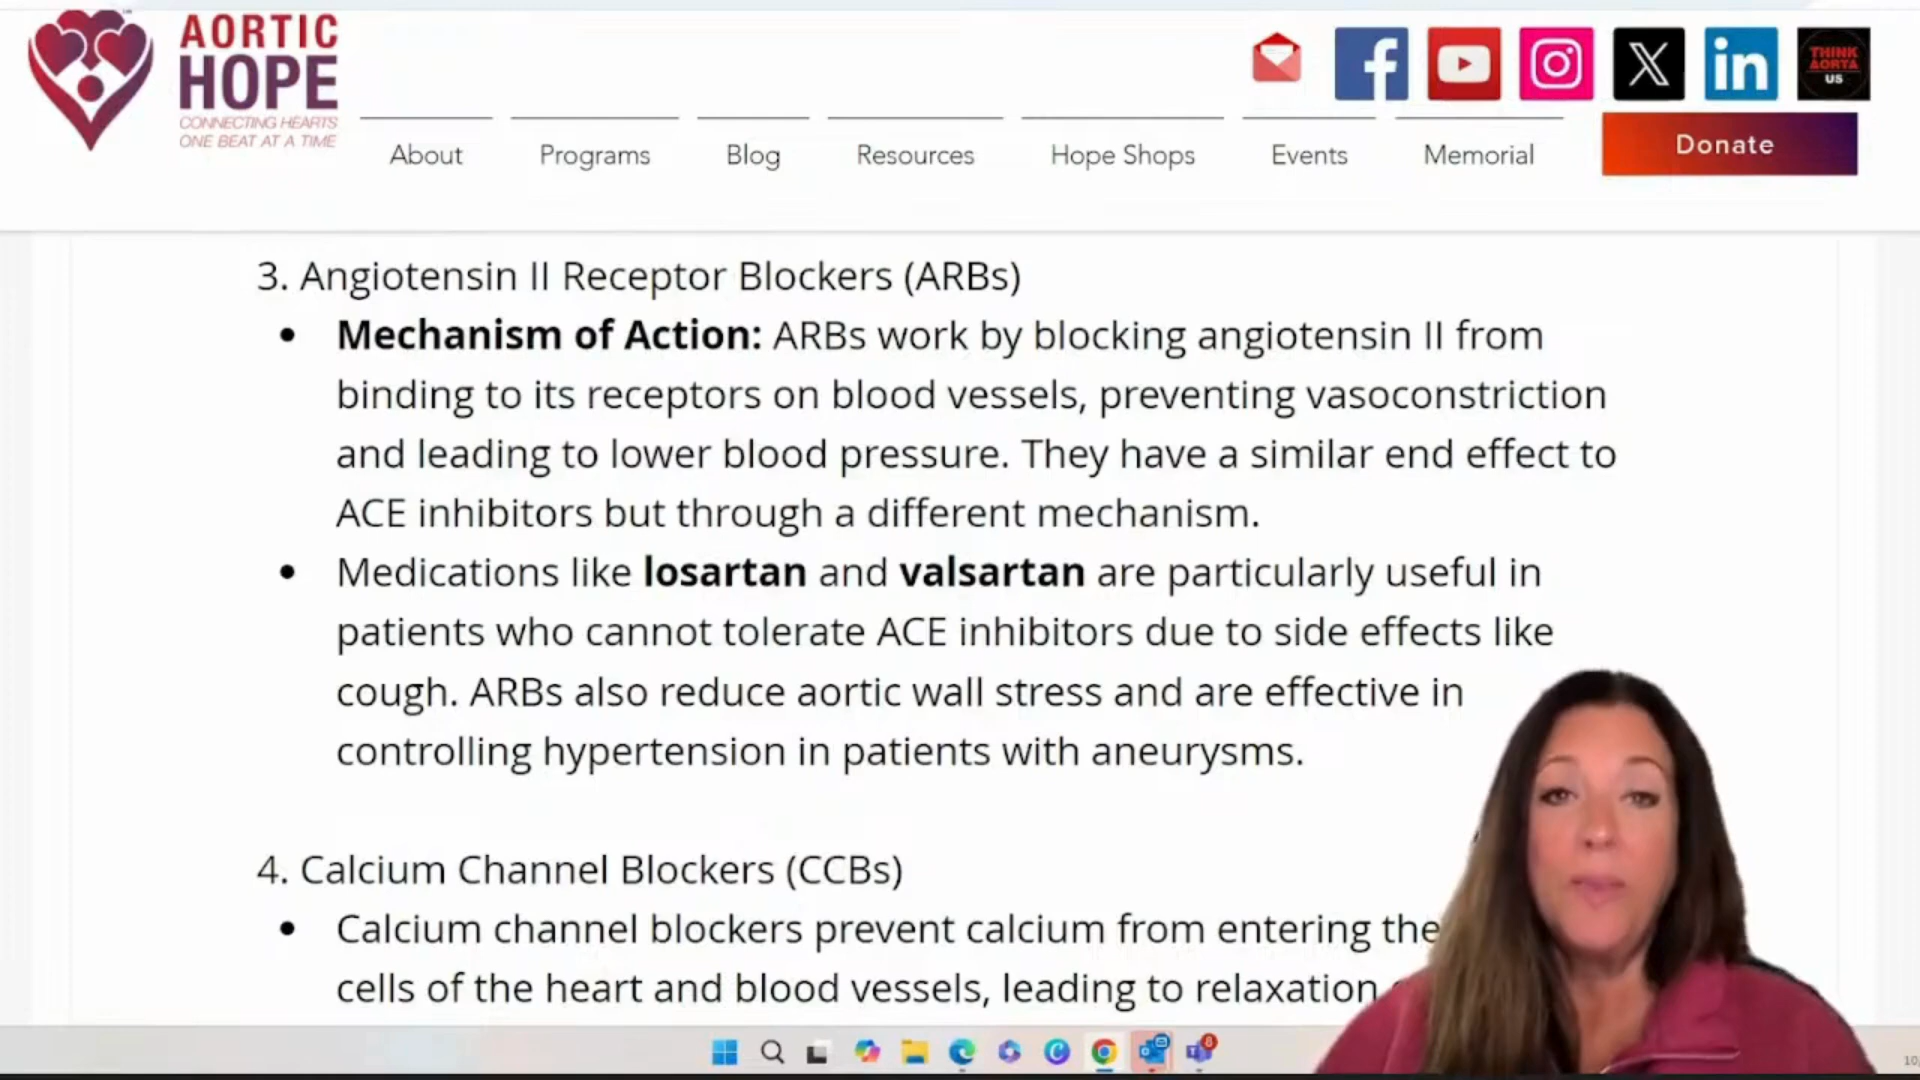 AORTIC
HOPE
CONNECTING HEARTS
ONE BEAT AT A TIME
THINK
AORTA
US
About Programs Blog Resources Hope Shops Events Memorial Donate
3. Angiotensin II Receptor Blockers (ARBs)
• Mechanism of Action: ARBs work by blocking angiotensin II from
binding to its receptors on blood vessels, preventing vasoconstriction
and leading to lower blood pressure. They have a similar end effect to
ACE inhibitors but through a different mechanism.
• Medications like losartan and valsartan are particularly useful in
patients who cannot tolerate ACE inhibitors due to side effects like
cough. ARBs also reduce aortic wall stress and are effective in
controlling hypertension in patients with aneurysms.
4. Calcium Channel Blockers (CCBs)
• Calcium channel blockers prevent calcium from entering the
cells of the heart and blood vessels, leading to relaxation
8